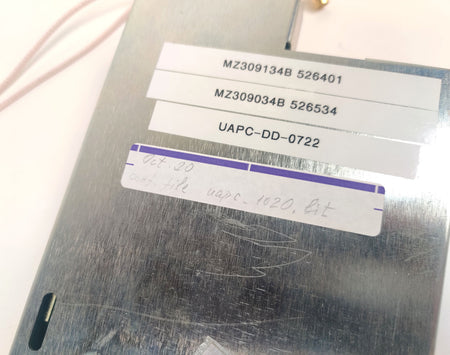 MZ309134B 526401
MZ309034B 526534
UAPC-DD-0722
Oct. 20
conf. file uapc_1020.bit